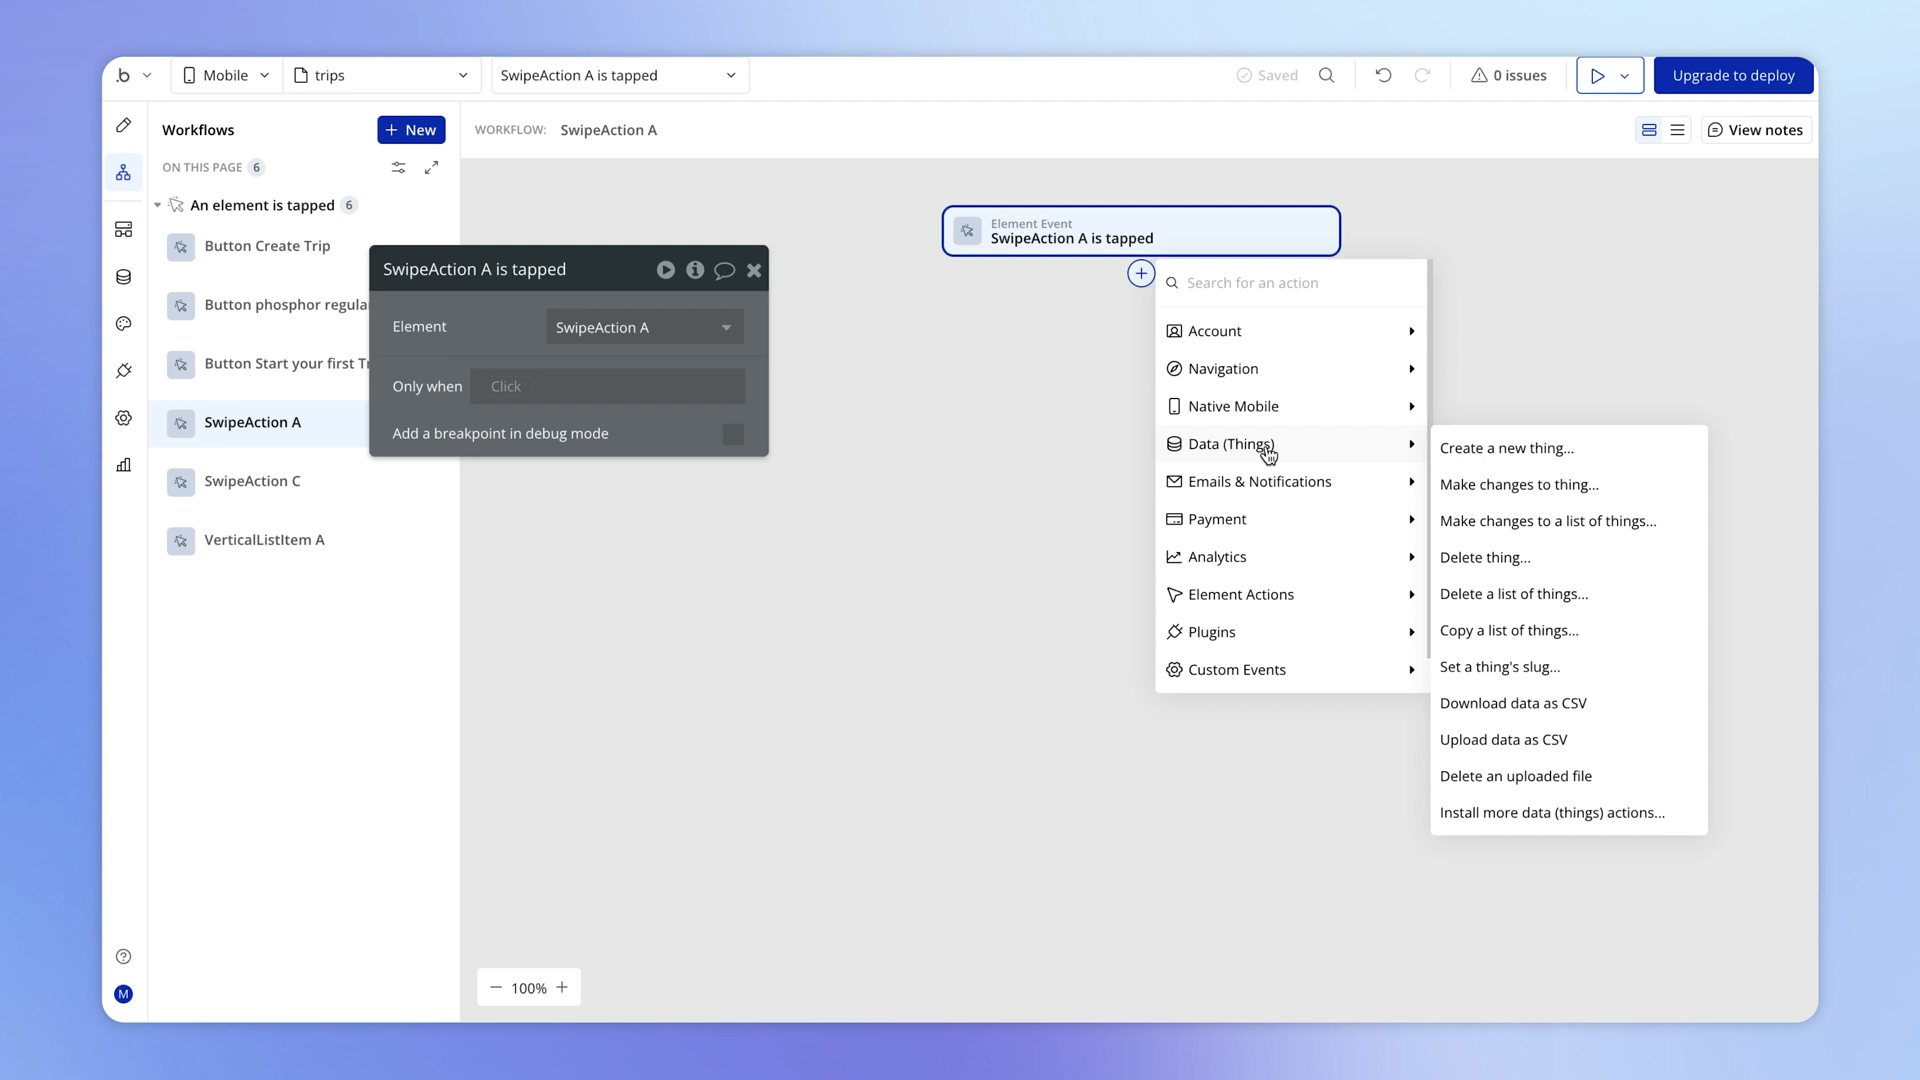 .b
Mobile
trips
SwipeAction A is tapped
Saved
0 issues
Upgrade to deploy
Workflows
+ New
WORKFLOW: SwipeAction A
View notes
ON THIS PAGE 6
An element is tapped 6
Button Create Trip
Button phosphor regula
Button Start your first Tr
SwipeAction A
SwipeAction C
VerticalListItem A
SwipeAction A is tapped
Element
SwipeAction A
Only when
Click
Add a breakpoint in debug mode
Element Event
SwipeAction A is tapped
Search for an action
Account
Navigation
Native Mobile
Data (Things)
Emails & Notifications
Payment
Analytics
Element Actions
Plugins
Custom Events
Create a new thing...
Make changes to thing...
Make changes to a list of things...
Delete thing...
Delete a list of things...
Copy a list of things...
Set a thing's slug...
Download data as CSV
Upload data as CSV
Delete an uploaded file
Install more data (things) actions...
M
100%